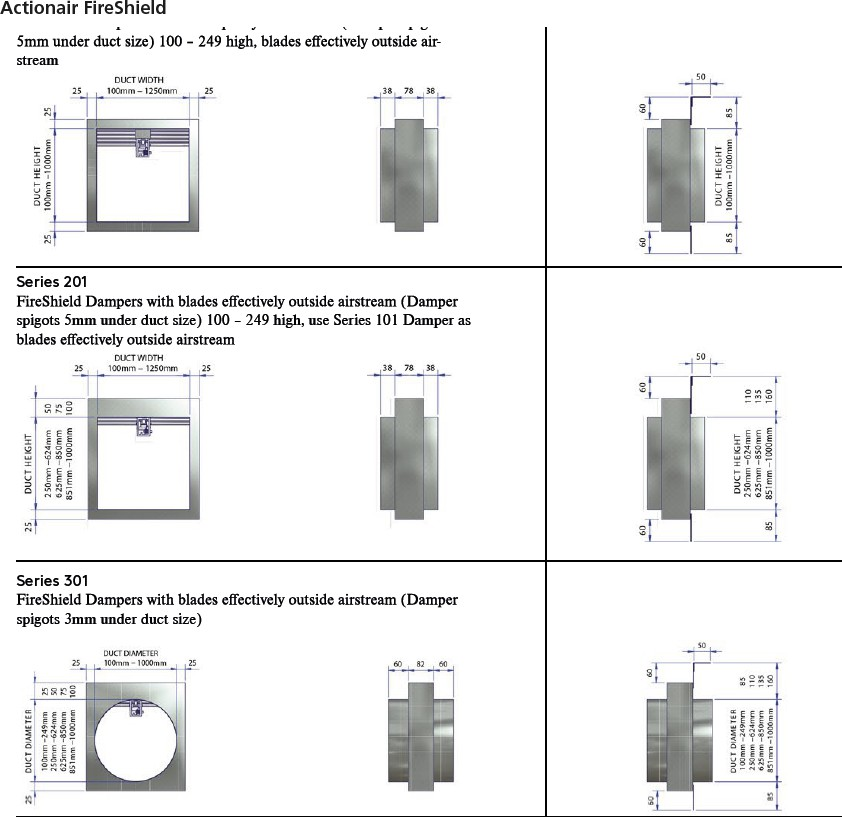 Actionair FireShield
5mm under duct size) 100 – 249 high, blades effectively outside air-
stream
DUCT WIDTH
25 100mm – 1250mm 25
25
DUCT HEIGHT
100mm –1000mm
25
38 78 38
50
60
85
DUCT HEIGHT
100mm –1000mm
60
85
Series 201
FireShield Dampers with blades effectively outside airstream (Damper
spigots 5mm under duct size) 100 – 249 high, use Series 101 Damper as
blades effectively outside airstream
DUCT WIDTH
25 100mm – 1250mm 25
50
75
100
DUCT HEIGHT
250mm –624mm
625mm –850mm
851mm –1000mm
25
38 78 38
50
60
110
135
160
DUCT HEIGHT
250mm –624mm
625mm –850mm
851mm –1000mm
60
85
Series 301
FireShield Dampers with blades effectively outside airstream (Damper
spigots 3mm under duct size)
DUCT DIAMETER
25 100mm – 1000mm 25
25
50
75
100
DUCT DIAMETER
100mm –249mm
250mm –624mm
625mm –850mm
851mm –1000mm
25
60 82 60
50
60
85
110
135
160
DUCT DIAMETER
100mm –249mm
250mm –624mm
625mm –850mm
851mm –1000mm
60
85